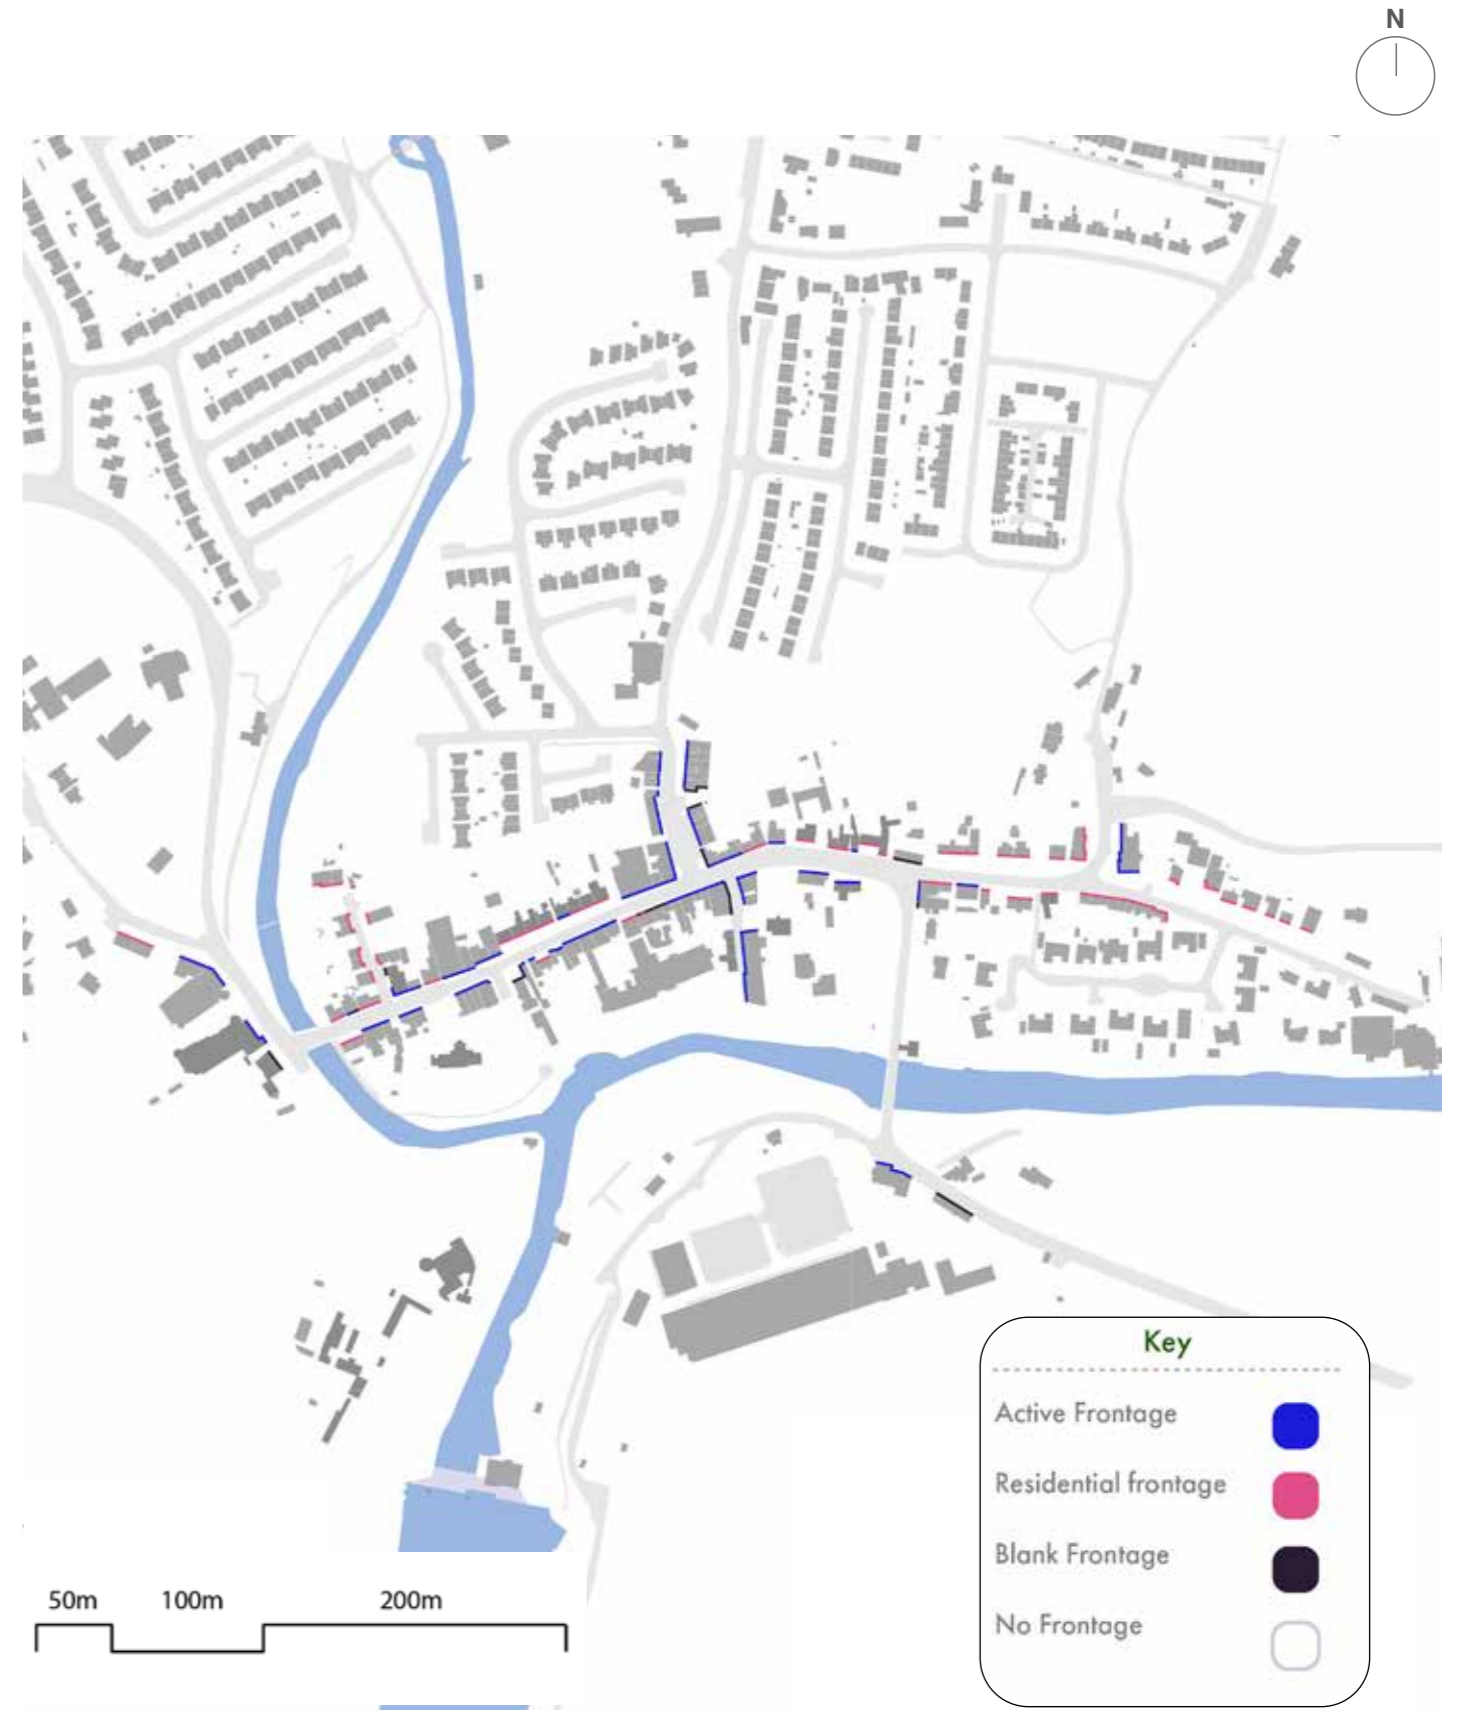 N
Key
Active Frontage
Residential frontage
Blank Frontage
No Frontage
50m 100m 200m